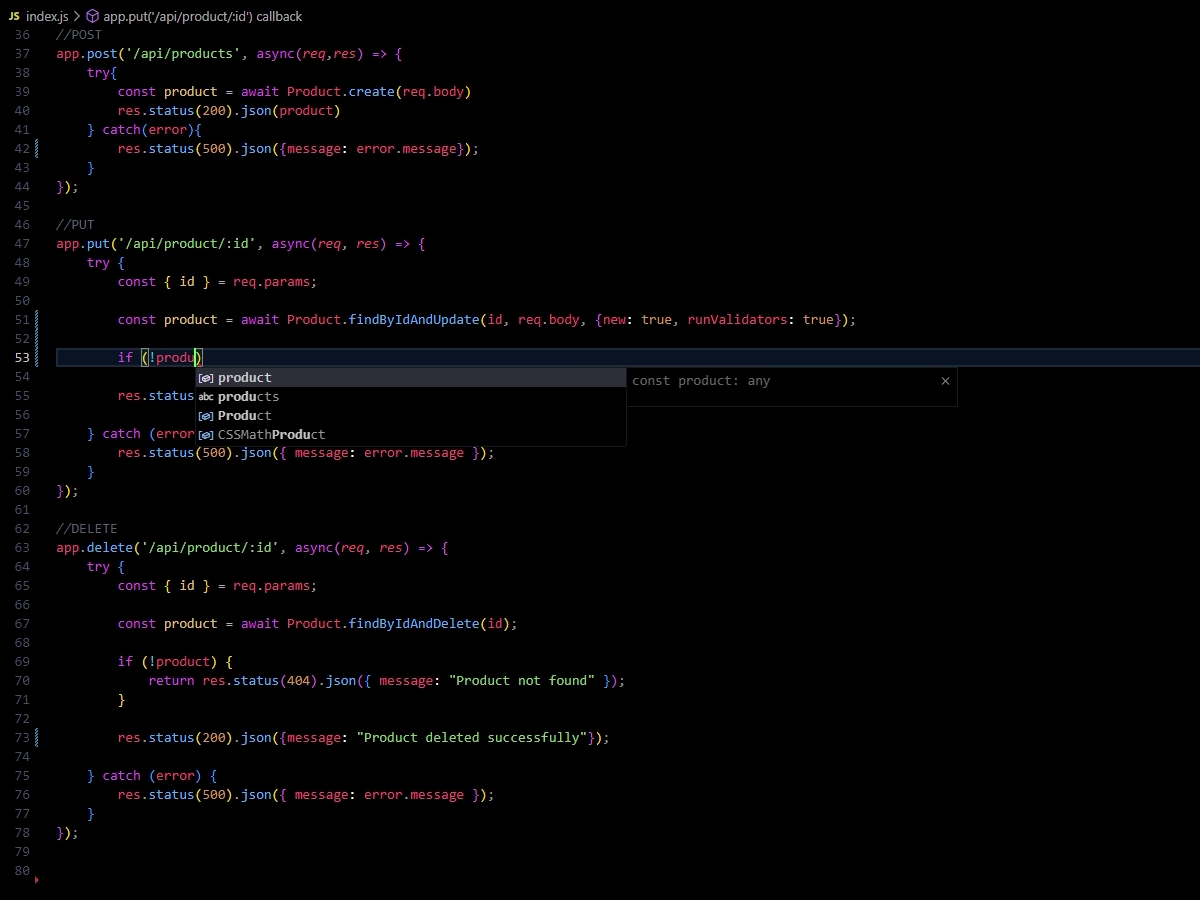 JS index.js > app.put('/api/product/:id') callback
36 //POST
37 app.post('/api/products', async(req,res) => {
38 try{
39 const product = await Product.create(req.body)
40 res.status(200).json(product)
41 } catch(error){
42 res.status(500).json({message: error.message});
43 }
44 });
45
46 //PUT
47 app.put('/api/product/:id', async(req, res) => {
48 try {
49 const { id } = req.params;
50
51 const product = await Product.findByIdAndUpdate(id, req.body, {new: true, runValidators: true});
52
53 if (!produ)
54 product const product: any ×
55 res.status abc products
56 Product
57 } catch (error CSSMathProduct
58 res.status(500).json({ message: error.message });
59 }
60 });
61
62 //DELETE
63 app.delete('/api/product/:id', async(req, res) => {
64 try {
65 const { id } = req.params;
66
67 const product = await Product.findByIdAndDelete(id);
68
69 if (!product) {
70 return res.status(404).json({ message: "Product not found" });
71 }
72
73 res.status(200).json({message: "Product deleted successfully"});
74
75 } catch (error) {
76 res.status(500).json({ message: error.message });
77 }
78 });
79
80